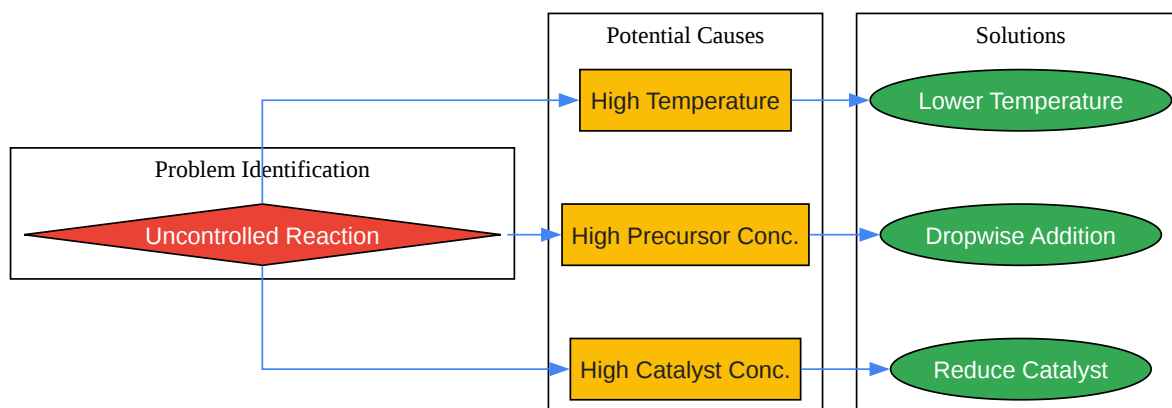 Potential Causes
Solutions
High Temperature
Lower Temperature
Problem Identification
Uncontrolled Reaction
High Precursor Conc.
Dropwise Addition
High Catalyst Conc.
Reduce Catalyst